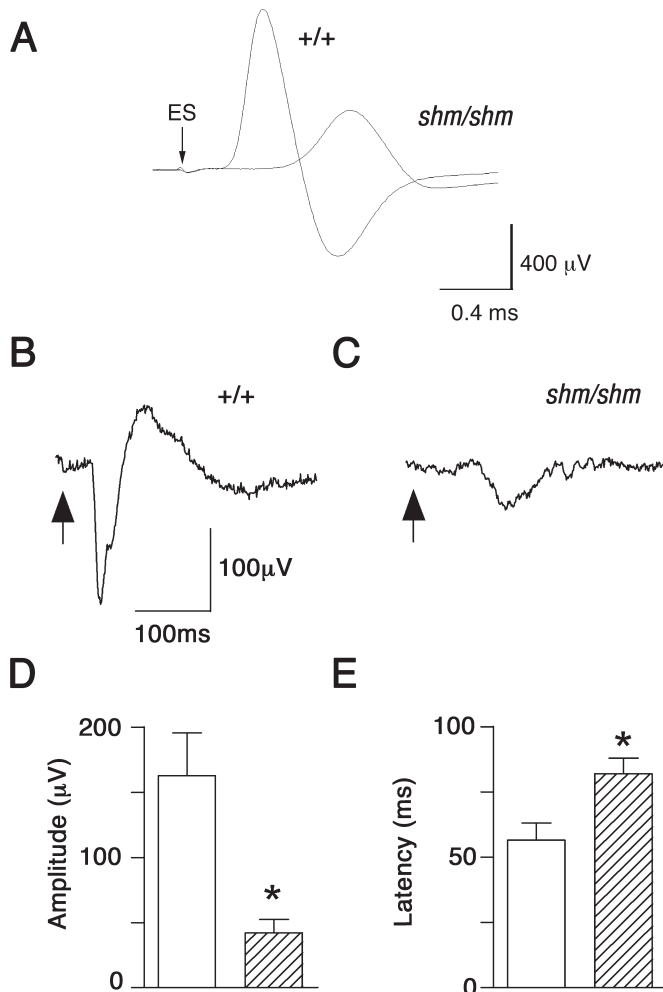 A
+/+
ES
shm/shm
400 μV
0.4 ms
B
+/+
C
shm/shm
100μV
100ms
D
Amplitude (μV)
200
100
0
*
E
Latency (ms)
100
50
0
*